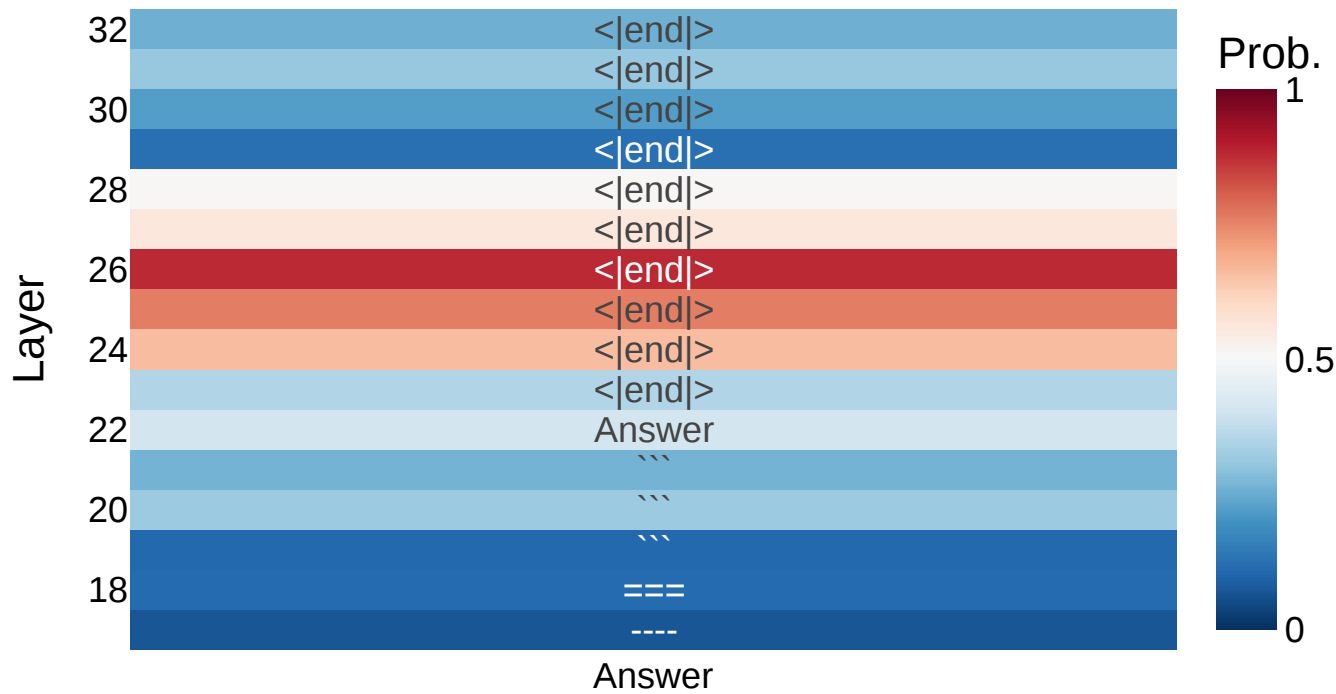 32
<|end|>
<|end|>
30
<|end|>
<|end|>
28
<|end|>
<|end|>
26
<|end|>
<|end|>
24
<|end|>
<|end|>
22
Answer
```
20
```
```
18
===
----
Answer
Layer
Prob.
1
0.5
0